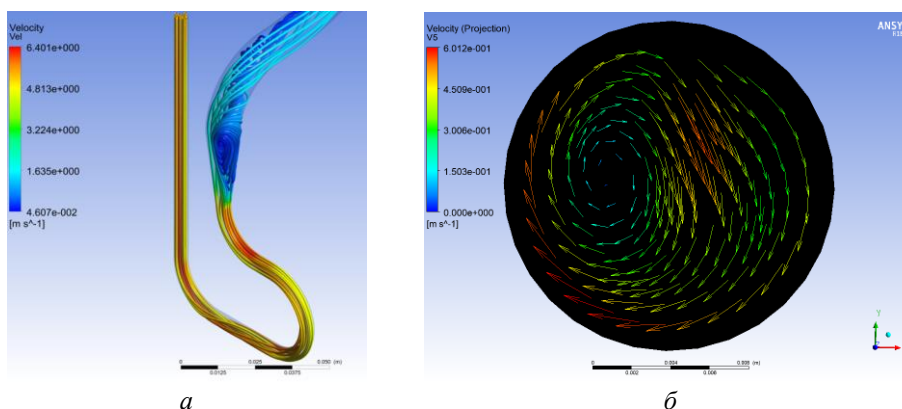 Velocity
Vel
6.401e+000
4.813e+000
3.224e+000
1.635e+000
4.607e-002
[m s^-1]
0 0.025 0.050 (m)
0.0125 0.0375
а
Velocity (Projection)
V5
6.012e-001
4.509e-001
3.006e-001
1.503e-001
0.000e+000
[m s^-1]
ANSY
Y
0 0.004 0.008 (m)
0.002 0.006
б